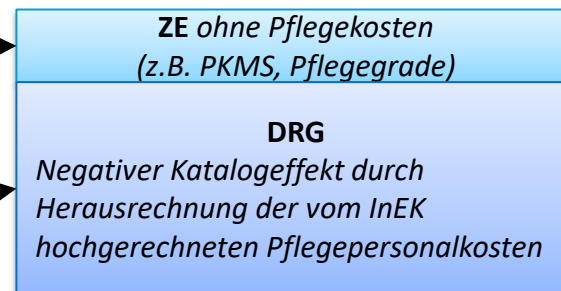 ZE ohne Pflegekosten
(z.B. PKMS, Pflegegrade)
DRG
Negativer Katalogeffekt durch
Herausrechnung der vom InEK
hochgerechneten Pflegepersonalkosten